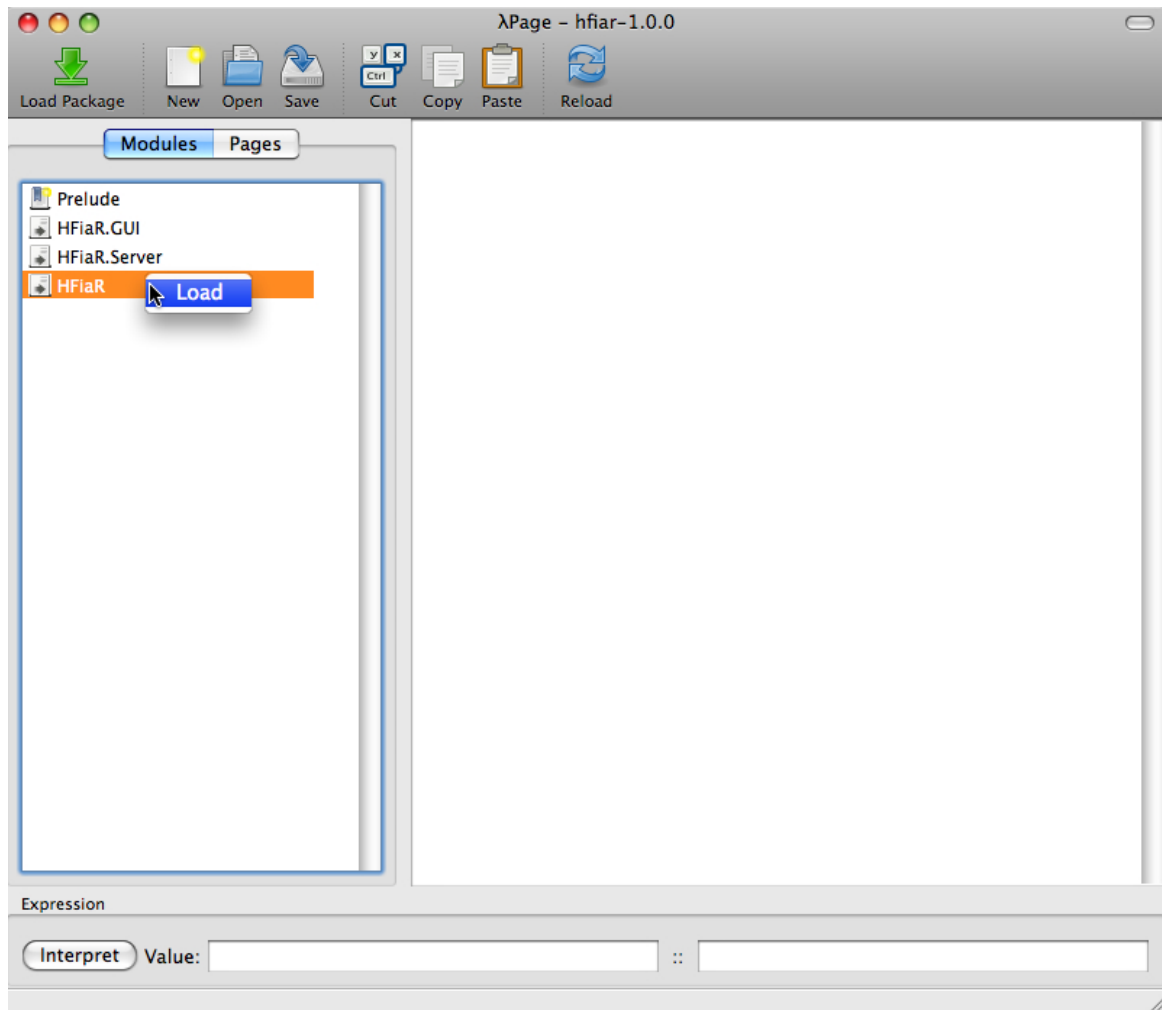 λPage - hfiar-1.0.0
Load Package New Open Save Y X Ctrl Cut Copy Paste Reload
Modules Pages
Prelude
HFiaR.GUI
HFiaR.Server
HFiaR Load
Expression
Interpret Value: ::